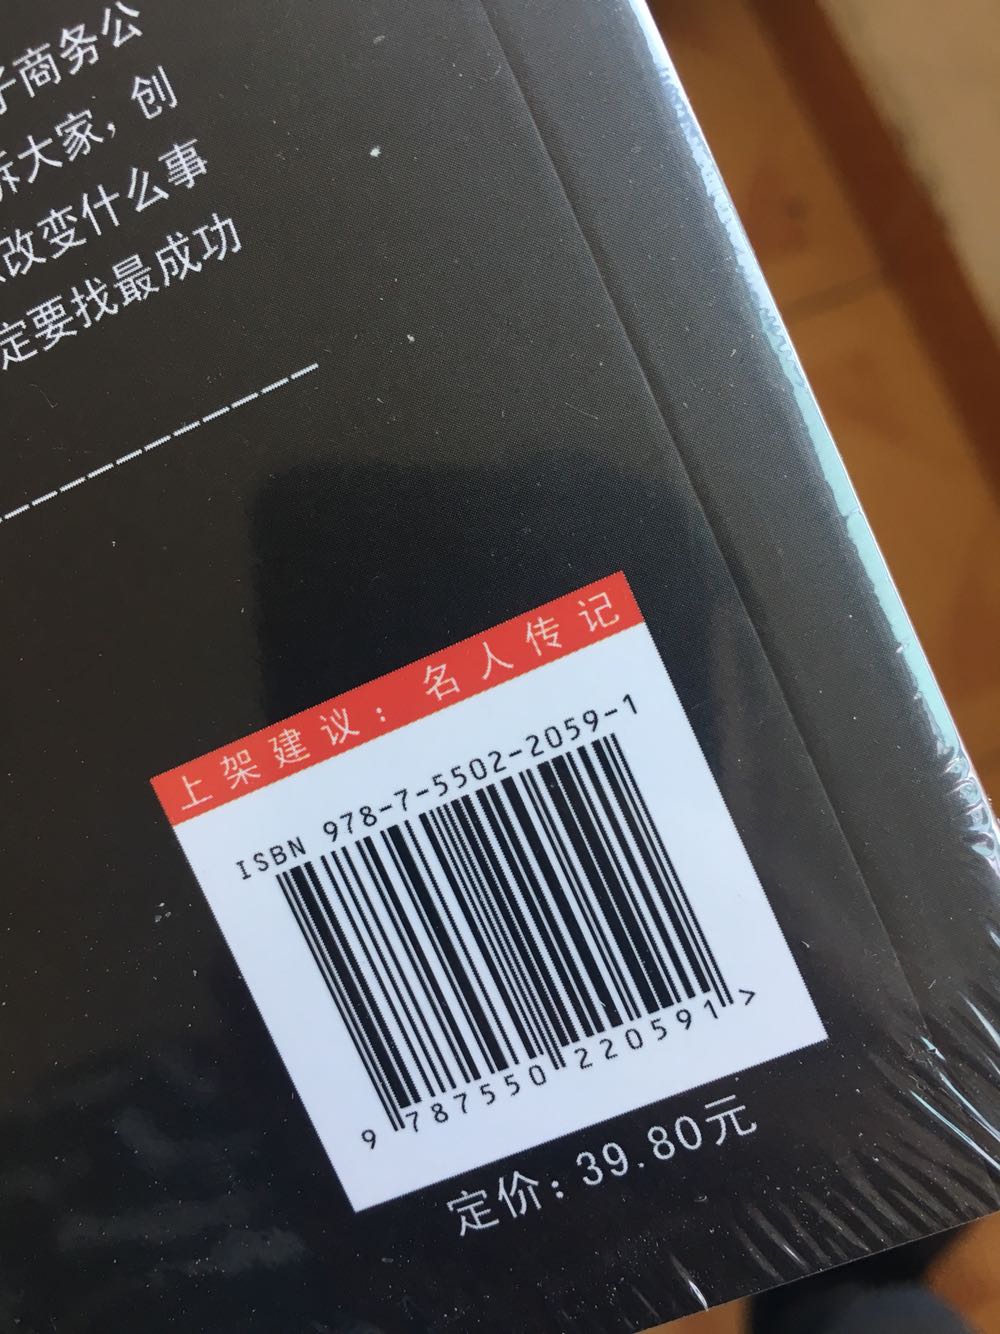 子商务公
诉大家，创
改变什么事
定要找最成功
上架建议：名人传记
ISBN 978-7-5502-2059-1
9 787550 220591 >
定价：39.80元